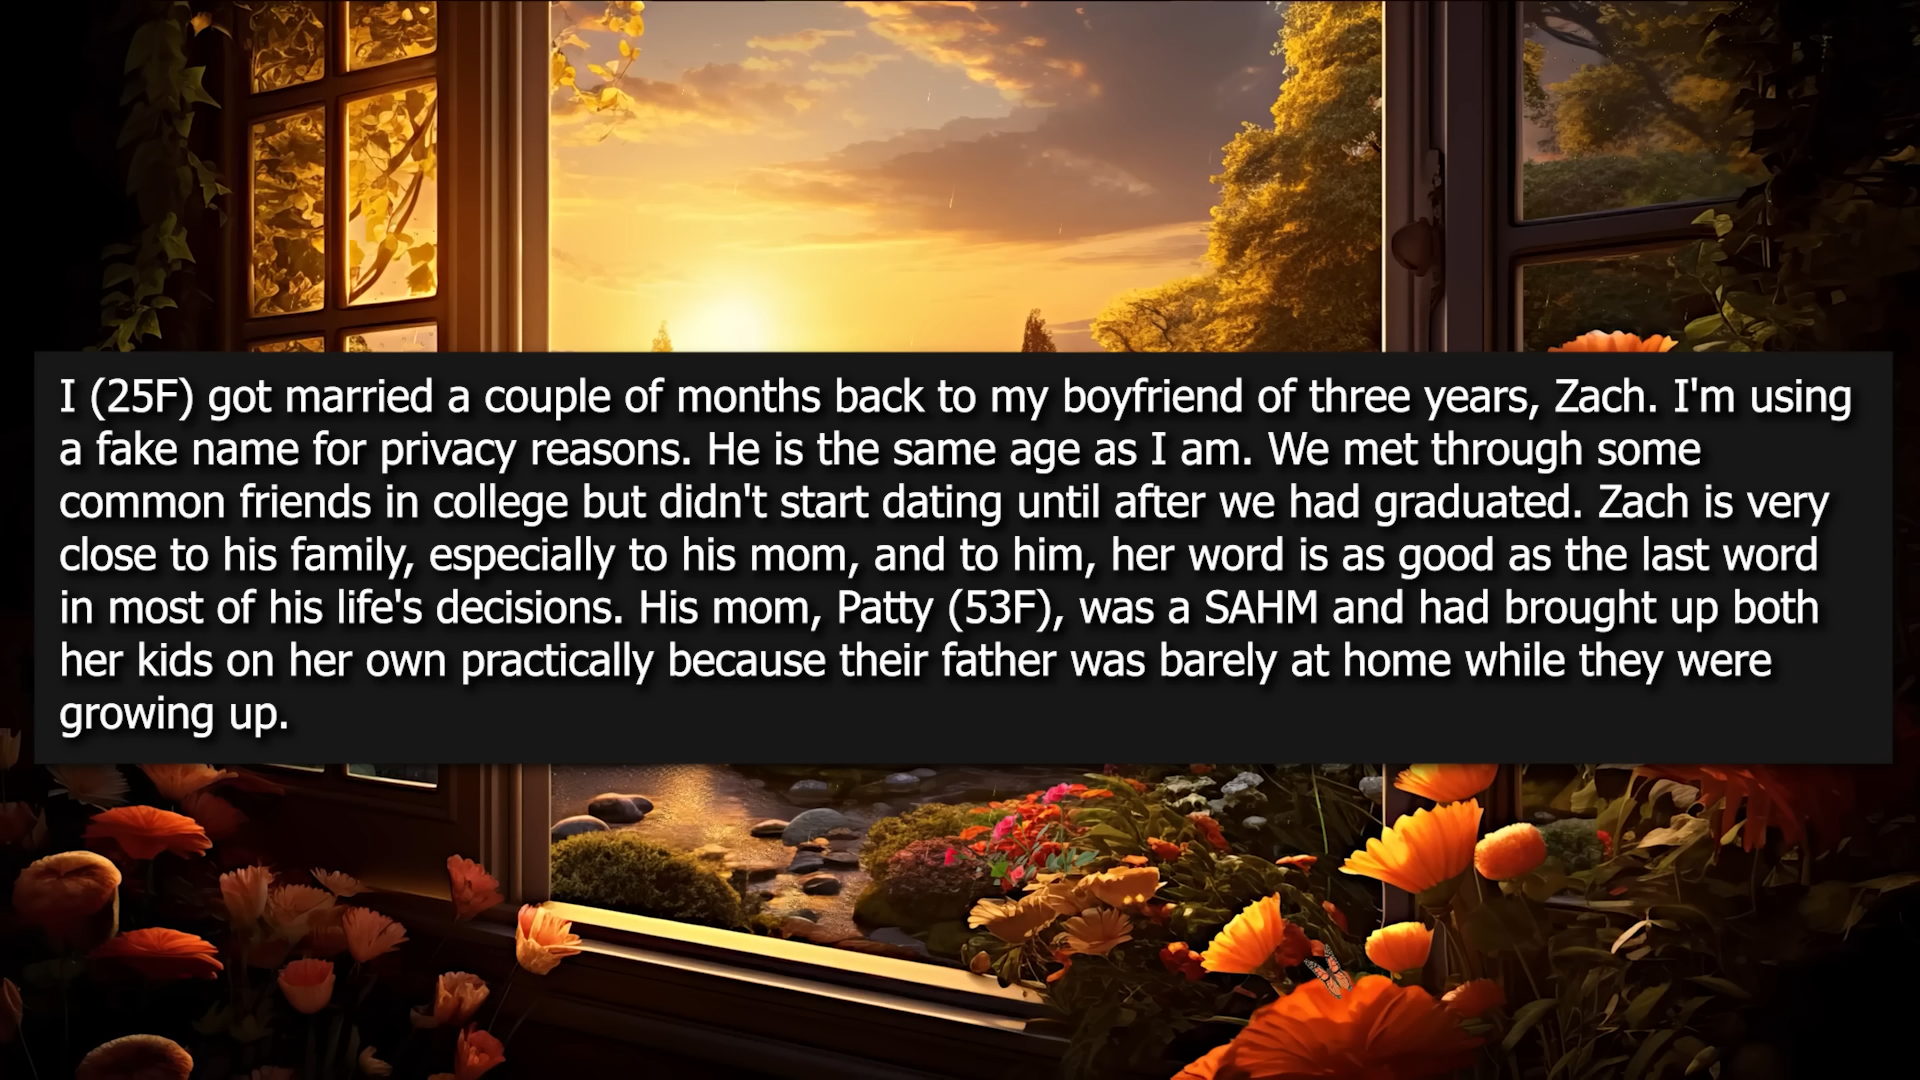 I (25F) got married a couple of months back to my boyfriend of three years, Zach. I'm using
a fake name for privacy reasons. He is the same age as I am. We met through some
common friends in college but didn't start dating until after we had graduated. Zach is very
close to his family, especially to his mom, and to him, her word is as good as the last word
in most of his life's decisions. His mom, Patty (53F), was a SAHM and had brought up both
her kids on her own practically because their father was barely at home while they were
growing up.